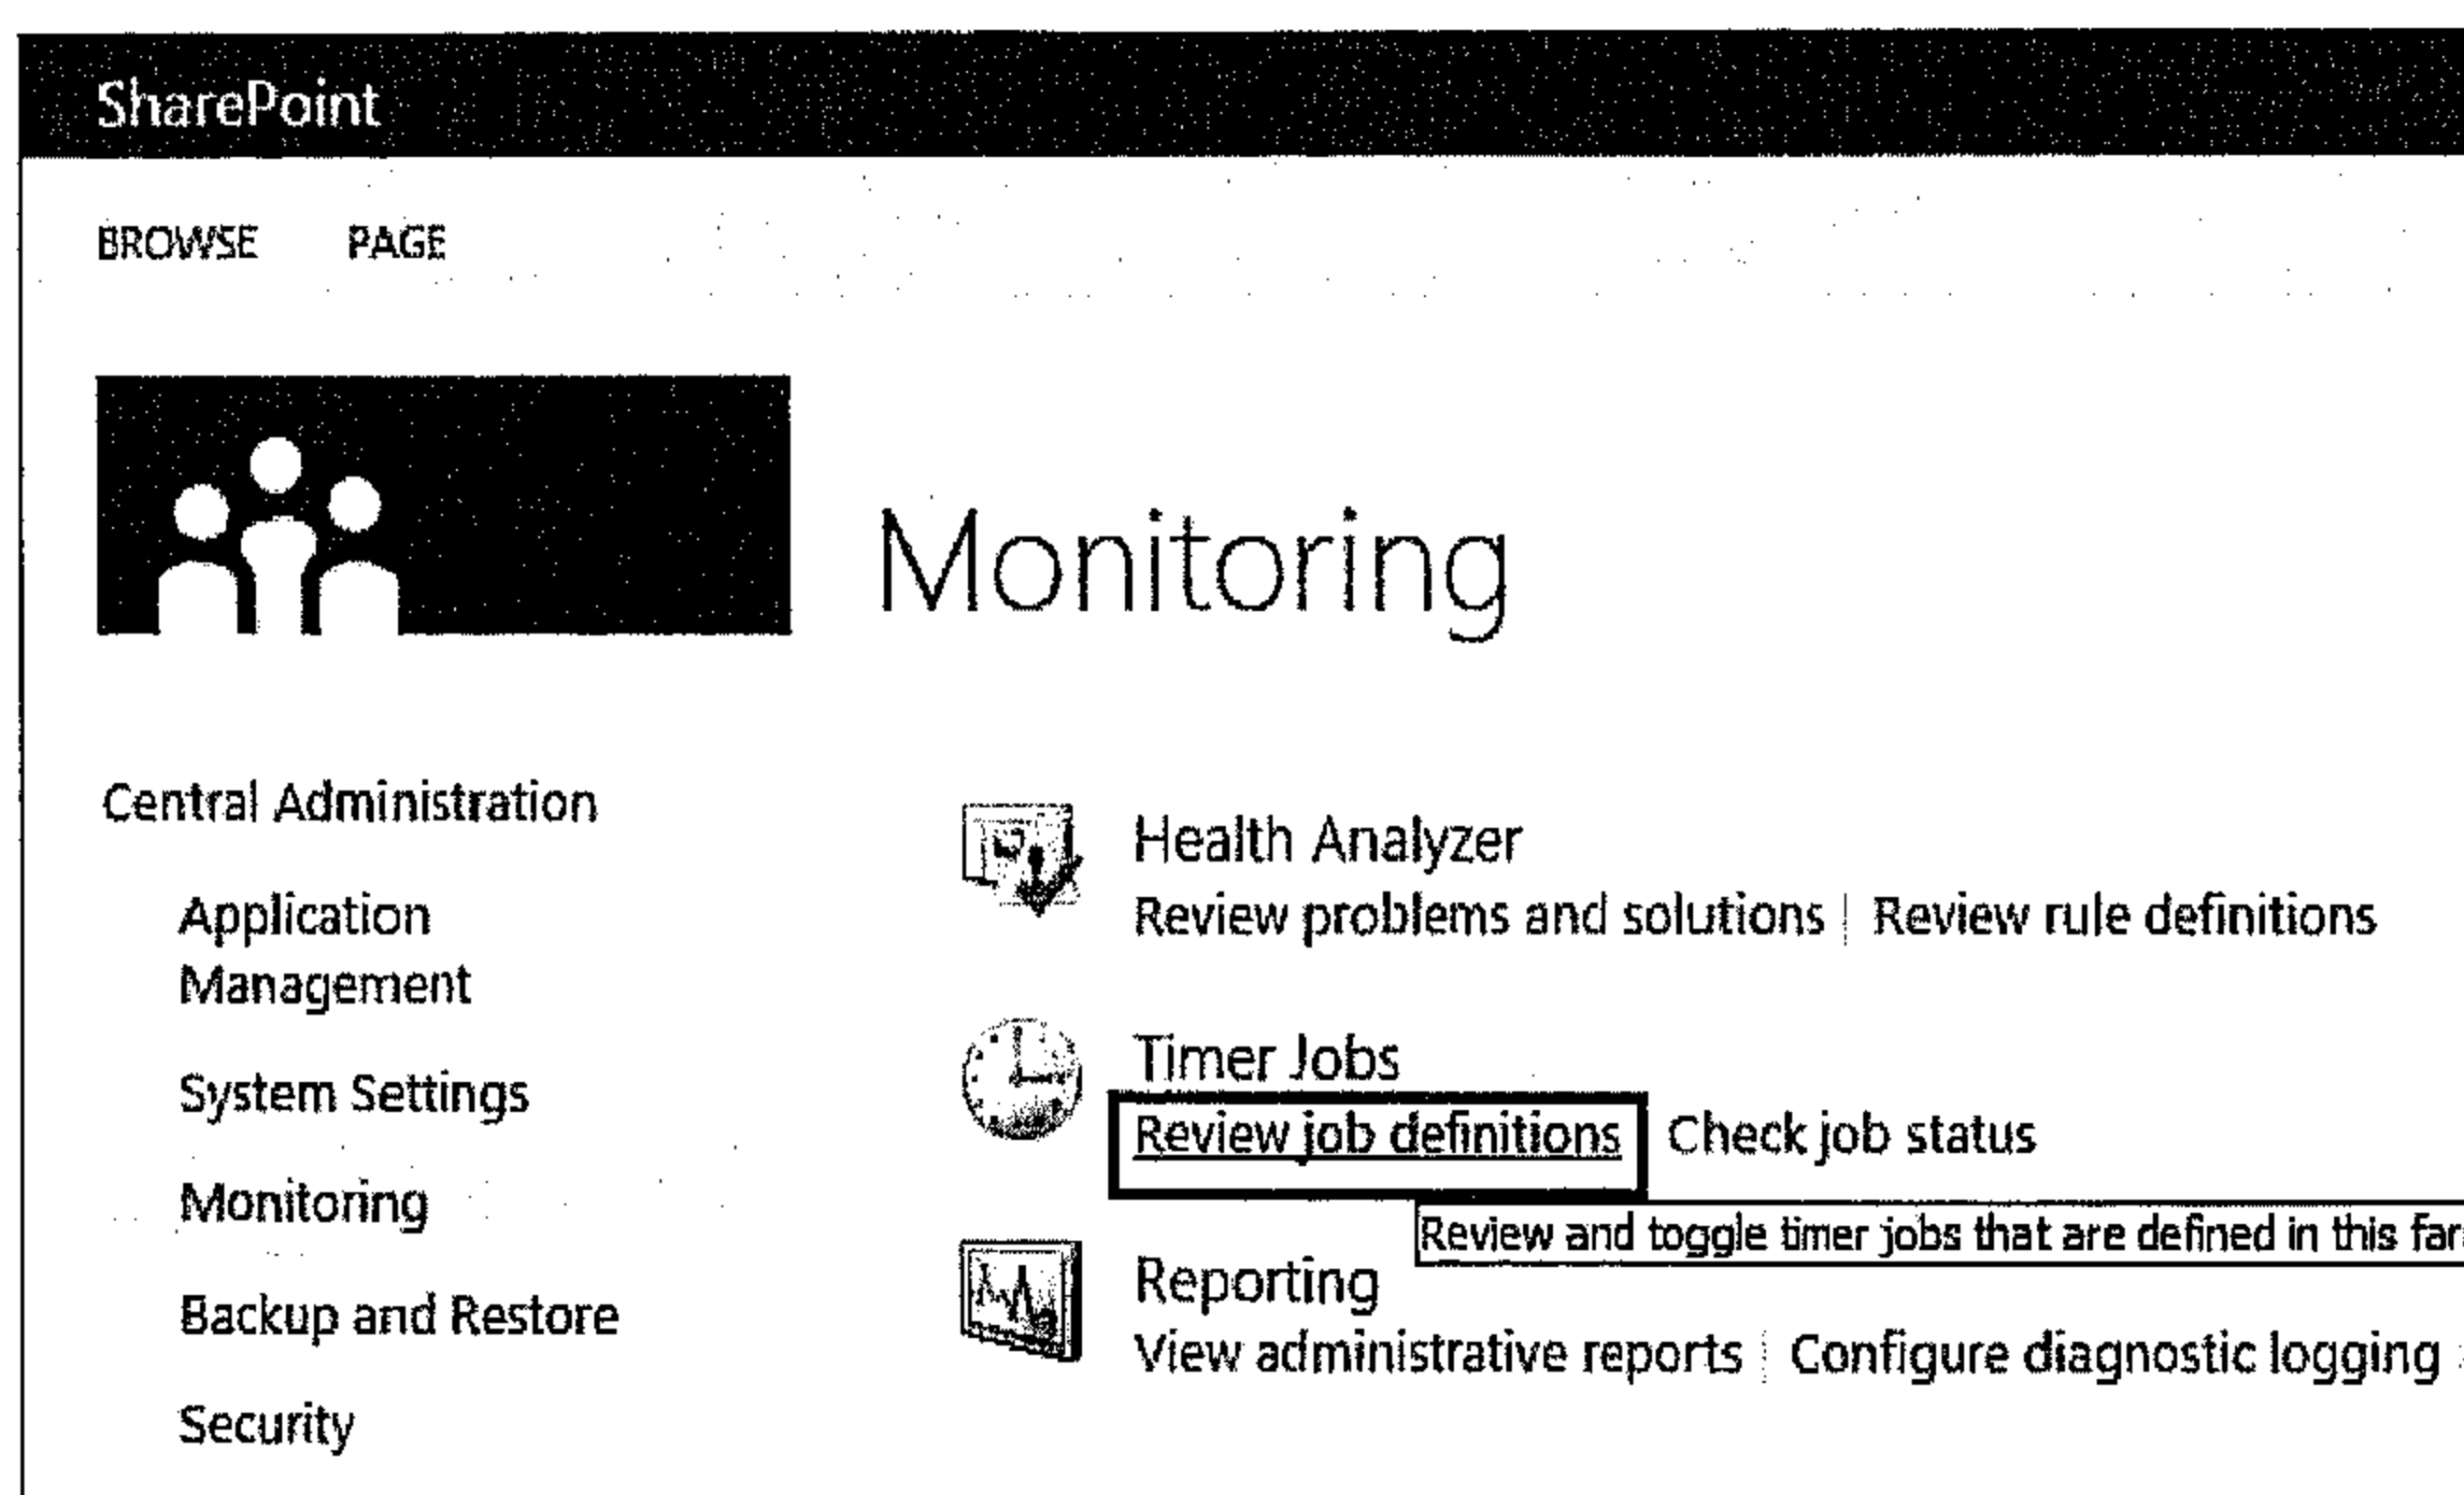 SharePoint
BROWSE PAGE
Monitoring
Central Administration
Application
Management
System Settings
Monitoring
Backup and Restore
Security
Health Analyzer
Review problems and solutions | Review rule definitions
Timer Jobs
Review job definitions Check job status
Review and toggle timer jobs that are defined in this
Reporting
View administrative reports | Configure diagnostic logging